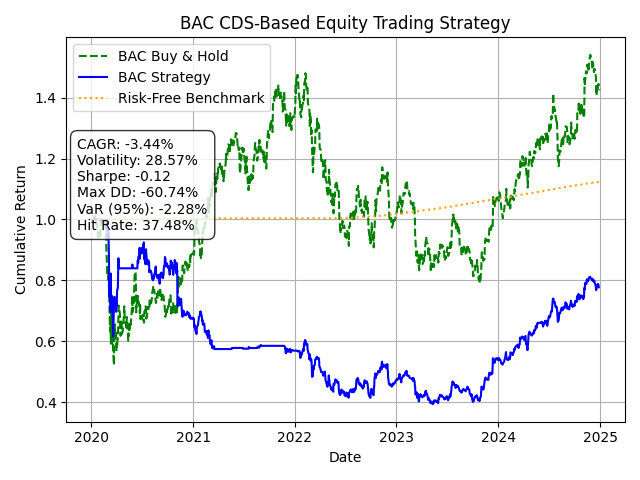 BAC CDS-Based Equity Trading Strategy
BAC Buy & Hold
BAC Strategy
Risk-Free Benchmark
CAGR: -3.44%
Volatility: 28.57%
Sharpe: -0.12
Max DD: -60.74%
VaR (95%): -2.28%
Hit Rate: 37.48%
Cumulative Return
1.4
1.2
1.0
0.8
0.6
0.4
2020
2021
2022
2023
2024
2025
Date